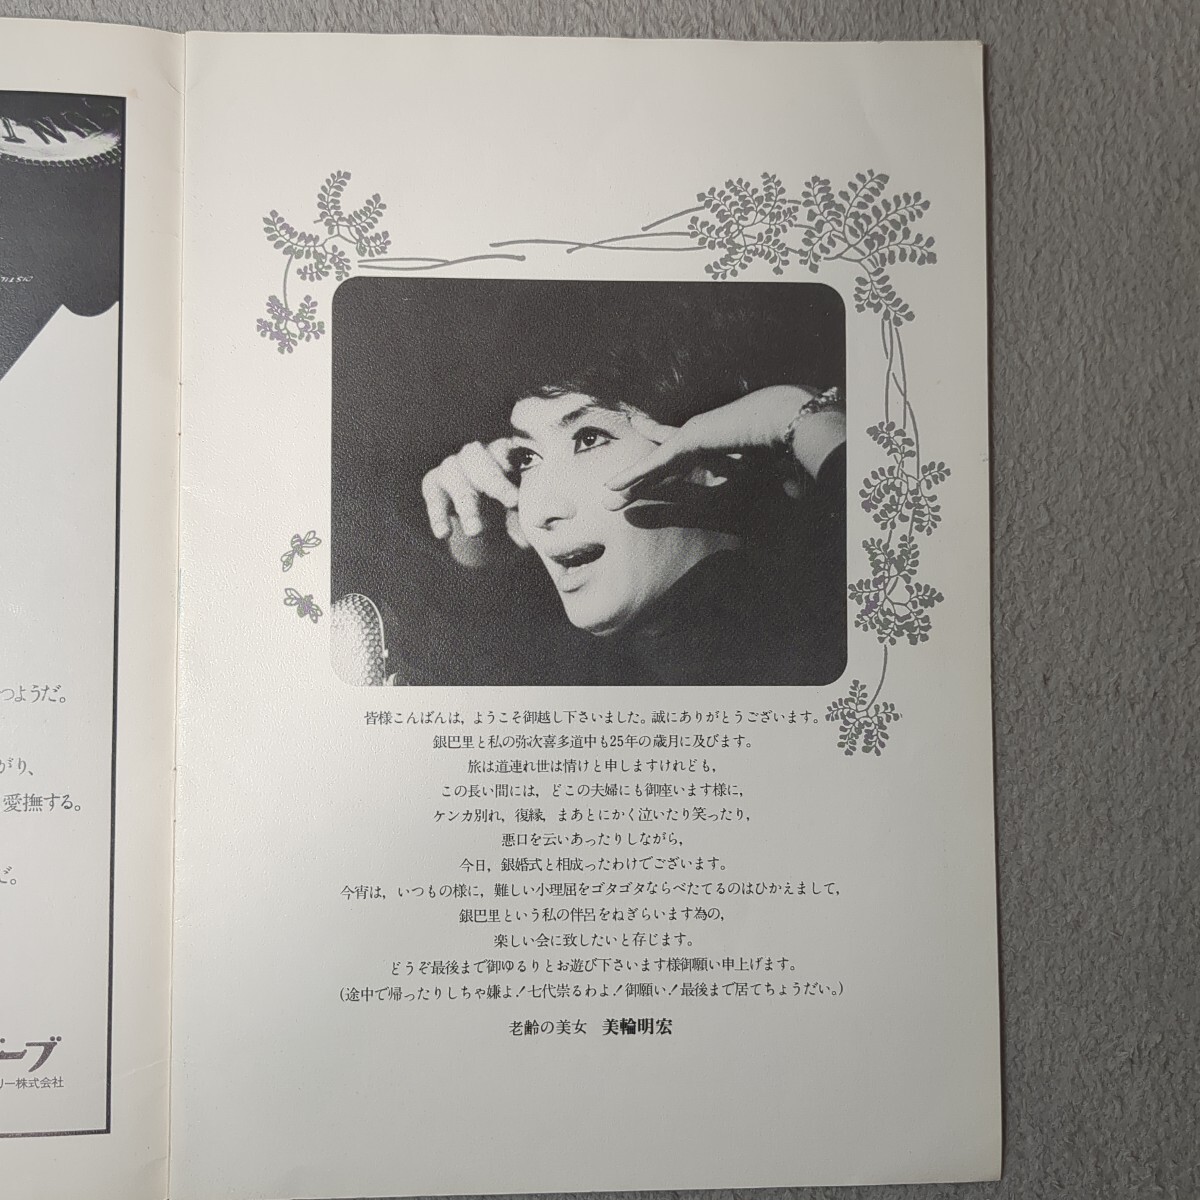 つようだ。
がり、
愛撫する。
だ。
リー株式会社
皆様こんばんは，ようこそ御越し下さいました。誠にありがとうございます。
銀巴里と私の弥次喜多道中も25年の歳月に及びます。
旅は道連れ世は情けと申しますけれども，
この長い間には，どこの夫婦にも御座います様に，
ケンカ別れ，復縁，まあとにかく泣いたり笑ったり，
悪口を云いあったりしながら，
今日，銀婚式と相成ったわけでございます。
今宵は，いつもの様に，難しい小理屈をゴタゴタならべたてるのはひかえまして，
銀巴里という私の伴呂をねぎらいます為の，
楽しい会に致したいと存じます。
どうぞ最後まで御ゆるりとお遊び下さいます様御願い申上げます。
（途中で帰ったりしちゃ嫌よ！七代祟るわよ！御願い！最後まで居てちょうだい。）
老齢の美女　美輪明宏